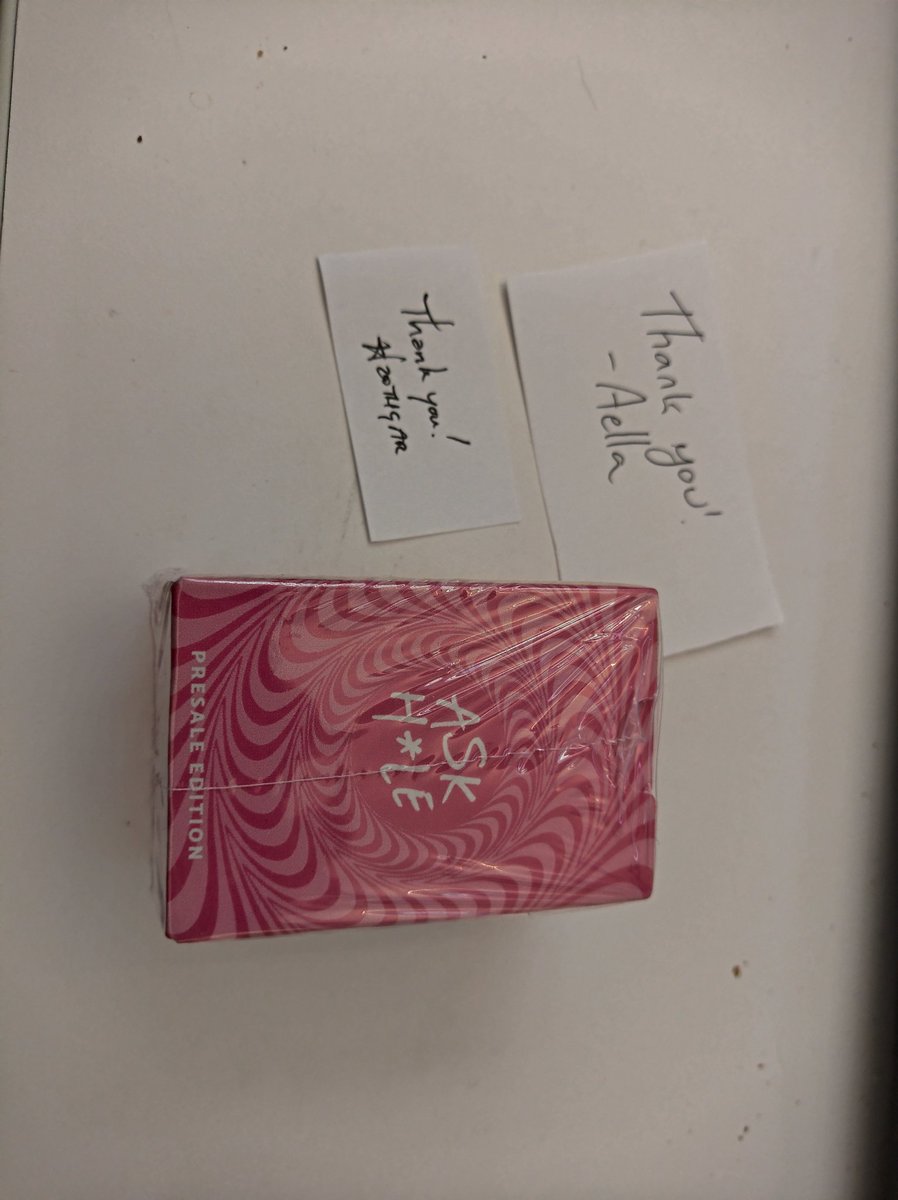 Thank you!
- Aella
Thank you!
ASK
H*LE
PRESALE EDITION